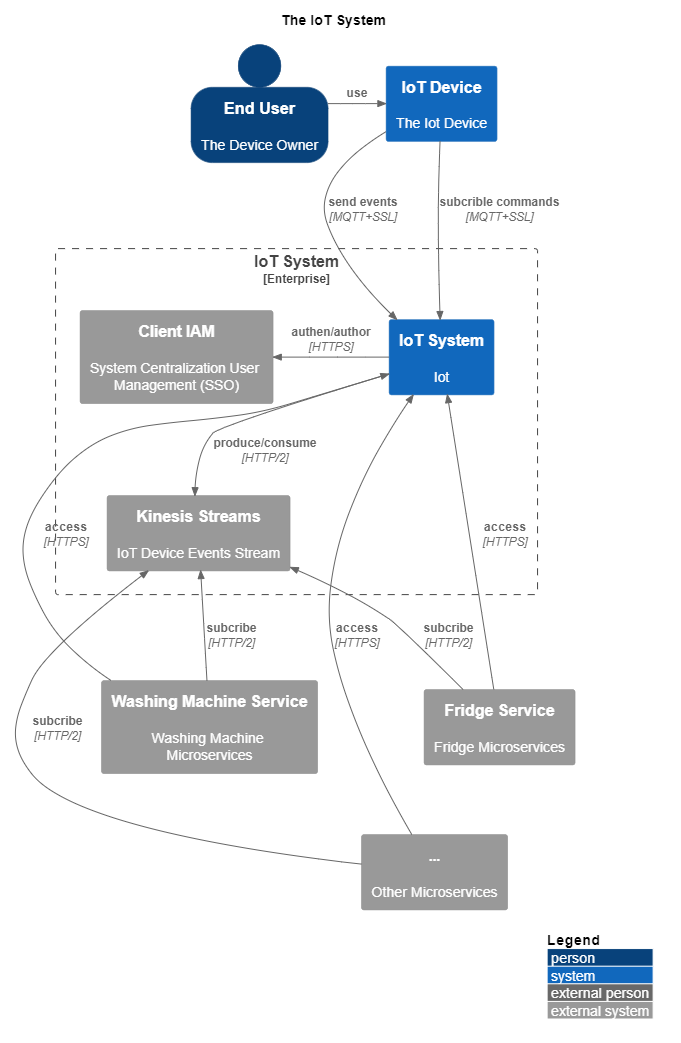 The IoT System
End User
The Device Owner
use
IoT Device
The Iot Device
send events
[MQTT+SSL]
subcrible commands
[MQTT+SSL]
IoT System
[Enterprise]
Client IAM
System Centralization User
Management (SSO)
authen/author
[HTTPS]
IoT System
Iot
produce/consume
[HTTP/2]
Kinesis Streams
IoT Device Events Stream
access
[HTTPS]
access
[HTTPS]
subcribe
[HTTP/2]
access
[HTTPS]
subcribe
[HTTP/2]
Washing Machine Service
Washing Machine
Microservices
Fridge Service
Fridge Microservices
subcribe
[HTTP/2]
...
Other Microservices
Legend
person
system
external person
external system